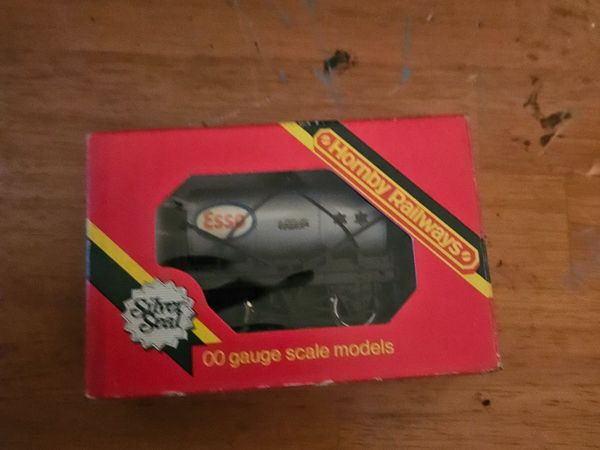 Hornby Railways
Esso
Silver
Seal
00 gauge scale models